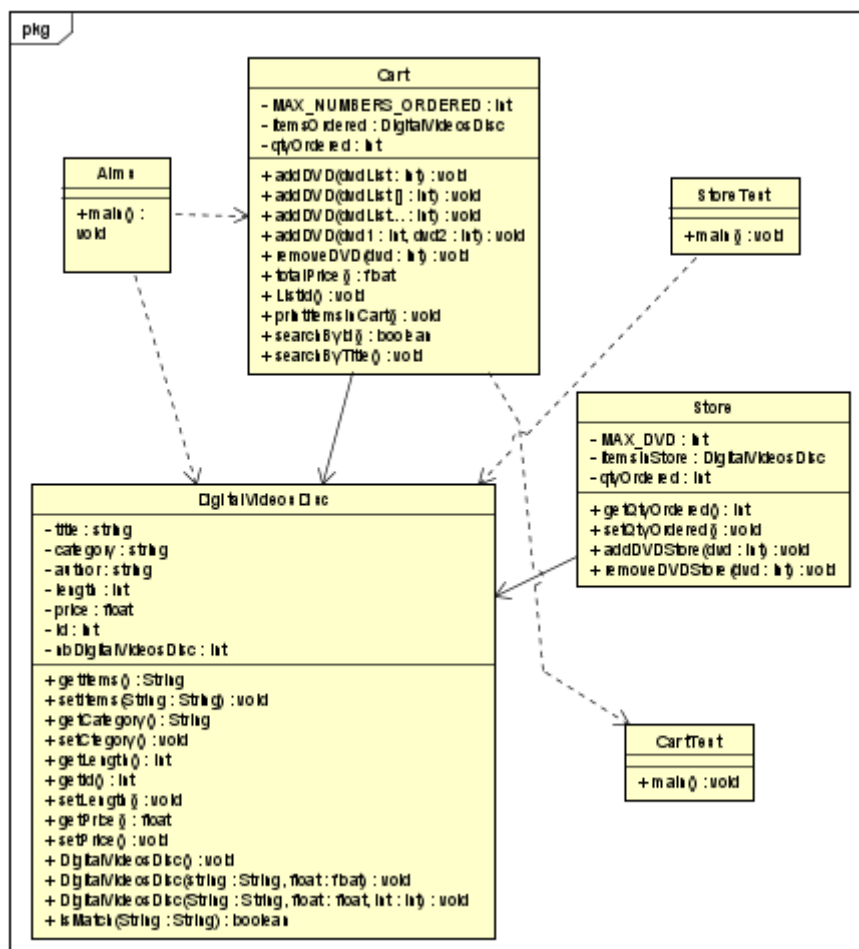 pkg
Cart
- MAX_NUMBERS_ORDERED : int
- itemsOrdered : DigitalVideosDisc
- qtyOrdered : int
+ addDVD(dvdList : int) : void
+ addDVD(dvdList [] : int) : void
+ addDVD(dvdList... : int) : void
+ addDVD(dvd1 : int, dvd2 : int) : void
+ removeDVD(dvd : int) : void
+ totalPrice() : float
+ ListId() : void
+ printItemsInCart() : void
+ searchById() : boolean
+ searchByTitle() : void
Aims
+ main() :
void
StoreTest
+ main() : void
Store
- MAX_DVD : int
- itemsInStore : DigitalVideosDisc
- qtyOrdered : int
+ getQtyOrdered() : int
+ setQtyOrdered() : void
+ addDVDStore(dvd : int) : void
+ removeDVDStore(dvd : int) : void
DigitalVideosDisc
- title : string
- category : string
- author : string
- length : int
- price : float
- id : int
- nbDigitalVideosDisc : int
+ getItems() : String
+ setItems(String : String) : void
+ getCategory() : String
+ setCtegory() : void
+ getLength() : int
+ getId() : int
+ setLength() : void
+ getPrice() : float
+ setPrice() : void
+ DigitalVideosDisc() : void
+ DigitalVideosDisc(string : String, float : float) : void
+ DigitalVideosDisc(String : String, float : float, int : int) : void
+ isMatch(String : String) : boolean
CartTest
+ main() : void